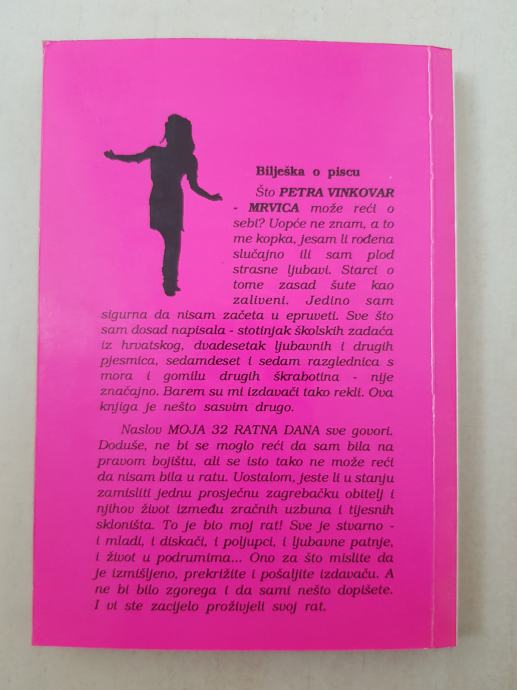 Bilješka o piscu
Što PETRA VINKOVAR
- MRVICA može reći o
sebi? Uopće ne znam, a to
me kopka, jesam li rođena
slučajno ili sam plod
strasne ljubavi. Starci o
tome zasad šute kao
zaliveni. Jedino sam
sigurna da nisam začeta u epruveti. Sve što
sam dosad napisala - stotinjak školskih zadaća
iz hrvatskog, dvadesetak ljubavnih i drugih
pjesmica, sedamdeset i sedam razglednica s
mora i gomilu drugih škrabotina - nije
značajno. Barem su mi izdavači tako rekli. Ova
knjiga je nešto sasvim drugo.
Naslov MOJA 32 RATNA DANA sve govori.
Doduše, ne bi se moglo reći da sam bila na
pravom bojištu, ali se isto tako ne može reći
da nisam bila u ratu. Uostalom, jeste li u stanju
zamisliti jednu prosječnu zagrebačku obitelj i
njihov život između zračnih uzbuna i tijesnih
skloništa. To je bio moj rat! Sve je stvarno -
i mladi, i diskači, i poljupci, i ljubavne patnje,
i život u podrumima... Ono za što mislite da
je izmišljeno, prekrižite i pošaljite izdavaču. A
ne bi bilo zgorega i da sami nešto dopišete.
I vi ste zacijelo proživjeli svoj rat.